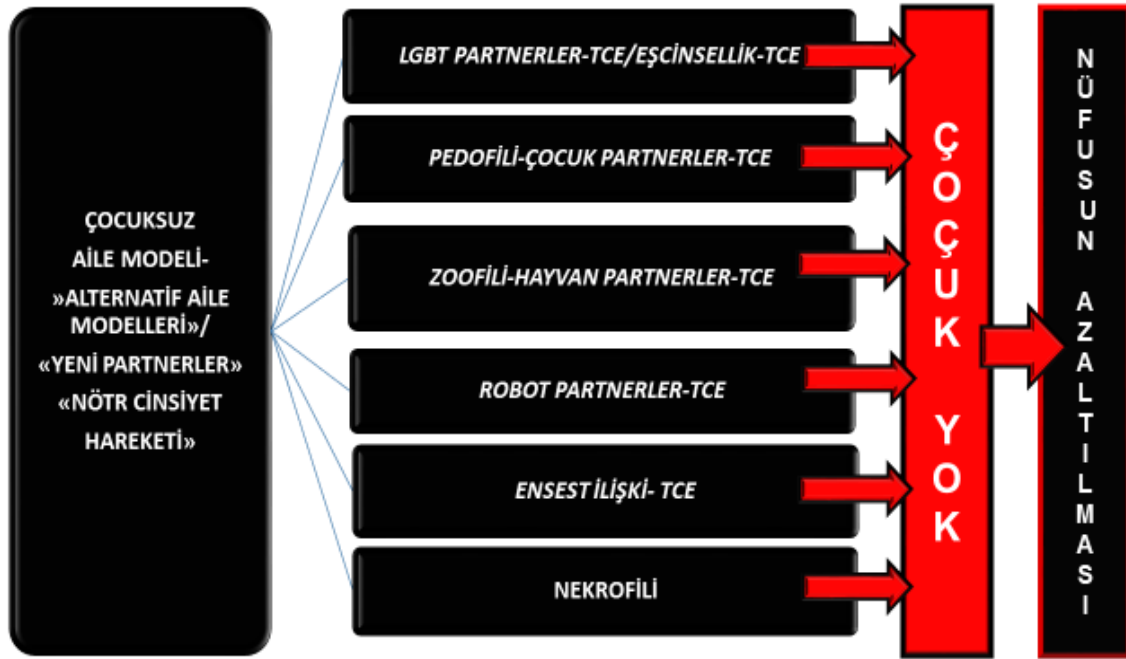 ÇOCUKSUZ
AİLE MODELİ-
»ALTERNATİF AİLE
MODELLERİ»/
«YENİ PARTNERLER»
«NÖTR CİNSİYET
HAREKETİ»
LGBT PARTNERLER-TCE/EŞCİNSELLİK-TCE
PEDOFİLİ-ÇOCUK PARTNERLER-TCE
ZOOFİLİ-HAYVAN PARTNERLER-TCE
ROBOT PARTNERLER-TCE
ENSEST İLİŞKİ- TCE
NEKROFİLİ
ÇOÇUK YOK
NÜFUSUN AZALTILMASI